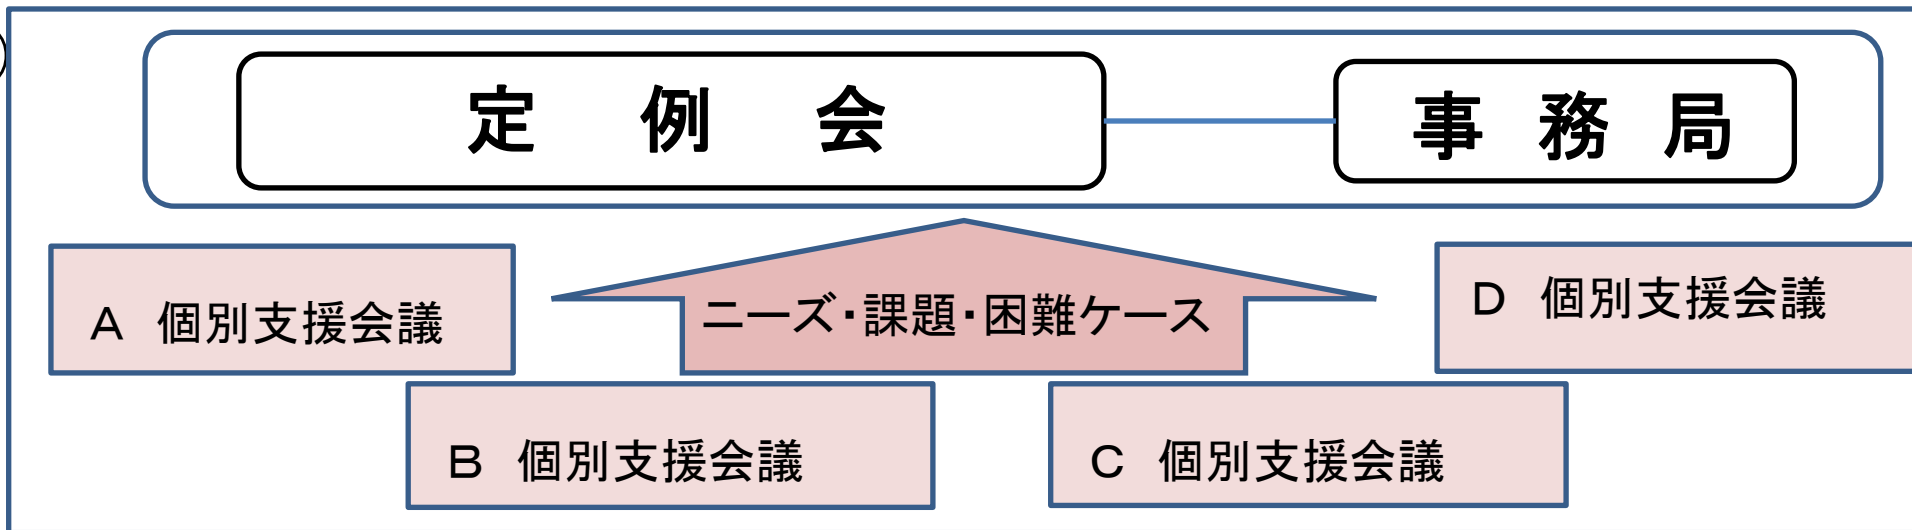 定　例　会
事　務　局
A　個別支援会議
ニーズ・課題・困難ケース
D　個別支援会議
B　個別支援会議
C　個別支援会議